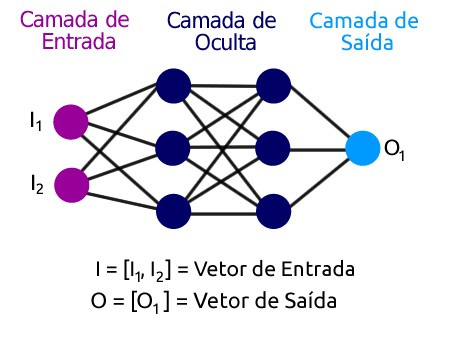 Camada de
Entrada
Camada de
Oculta
Camada de
Saída
I1
I2
O1
I = [I1, I2] = Vetor de Entrada
O = [O1] = Vetor de Saída